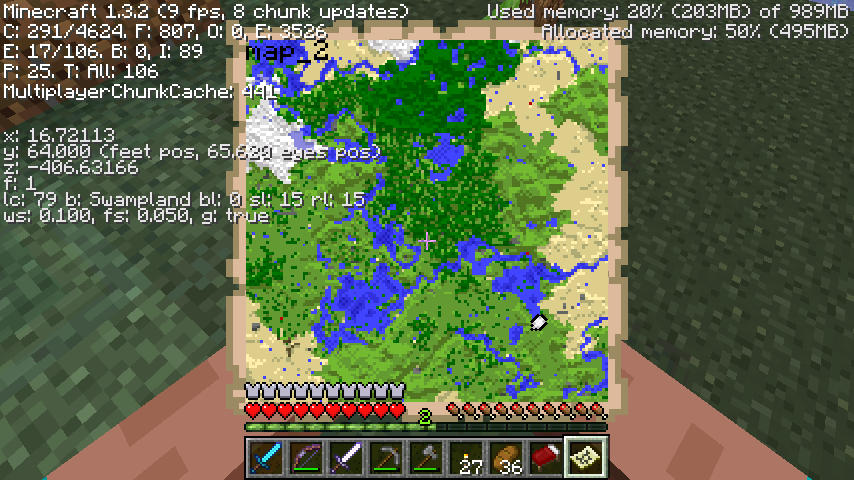 Minecraft 1.3.2 (9 fps, 8 chunk updates)
C: 291/4624. F: 807, O: 0, E: 3526
E: 17/106. B: 0, I: 89
P: 25. T: All: 106
MultiplayerChunkCache: 441
x: 16.72113
y: 64.000 (feet pos, 65.620 eyes pos)
z: -406.63166
f: 1
lc: 79 b: Swampland bl: 0 sl: 15 rl: 15
ws: 0.100, fs: 0.050, g: true
Used memory: 20% (203MB) of 989MB
Allocated memory: 50% (495MB)
map_2
8
27
36